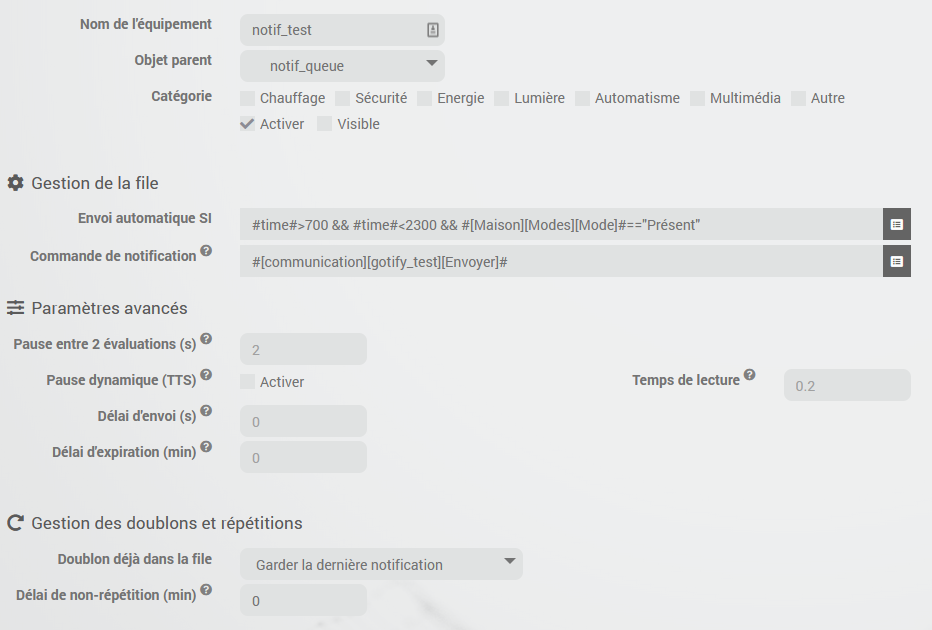 Nom de l'équipement notif_test
Objet parent notif_queue
Catégorie Chauffage Sécurité Energie Lumière Automatisme Multimédia Autre
Activer Visible
Gestion de la file
Envoi automatique SI #time#>700 && #time#<2300 && #[Maison][Modes][Mode]#=="Présent"
Commande de notification #[communication][gotify_test][Envoyer]#
Paramètres avancés
Pause entre 2 évaluations (s) 2
Pause dynamique (TTS) Activer Temps de lecture 0.2
Délai d'envoi (s) 0
Délai d'expiration (min) 0
Gestion des doublons et répétitions
Doublon déjà dans la file Garder la dernière notification
Délai de non-répétition (min) 0